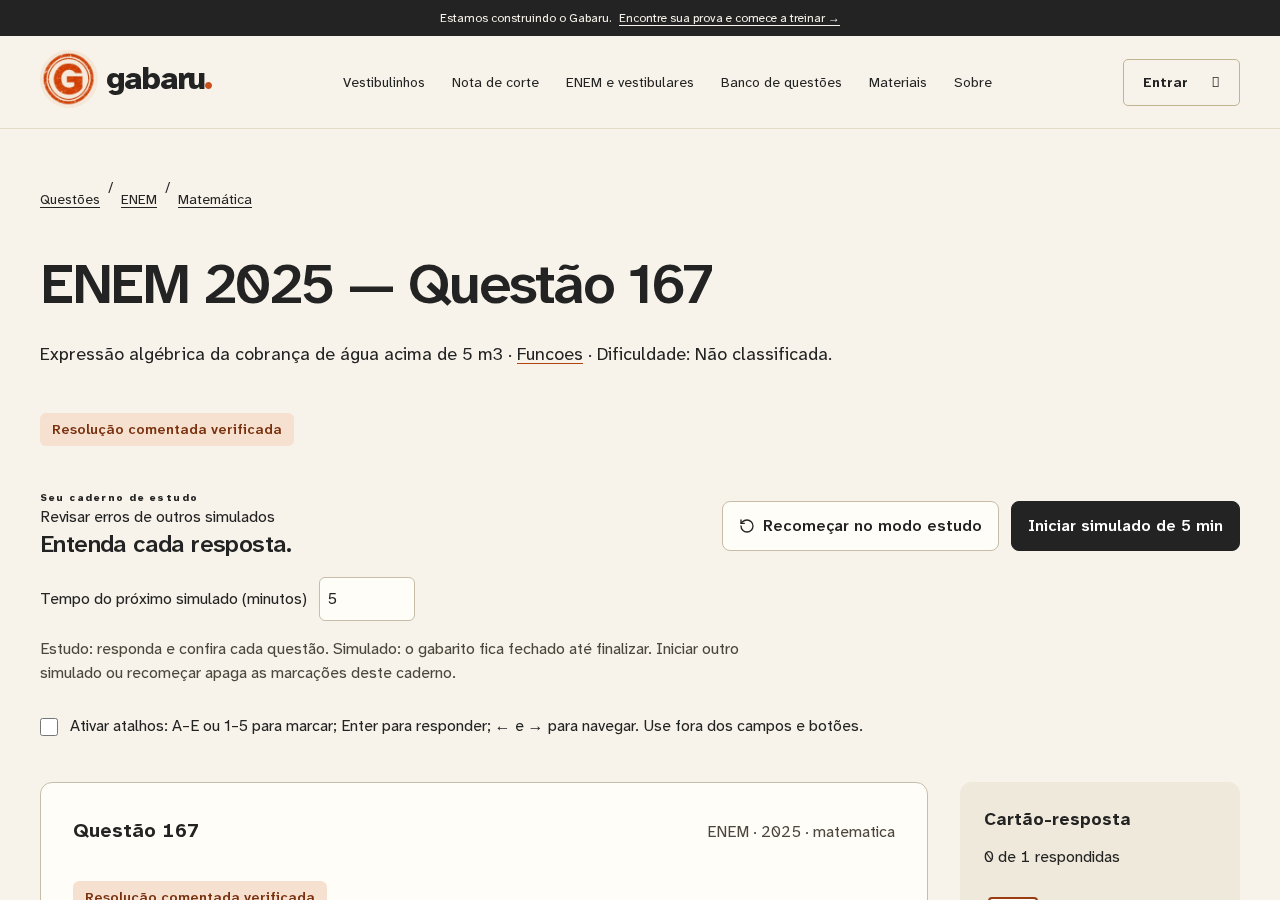 Estamos construindo o Gabaru. Encontre sua prova e comece a treinar →
G gabaru.
Vestibulinhos Nota de corte ENEM e vestibulares Banco de questões Materiais Sobre
Entrar
Questões / ENEM / Matemática
ENEM 2025 — Questão 167
Expressão algébrica da cobrança de água acima de 5 m3 · Funcoes · Dificuldade: Não classificada.
Resolução comentada verificada
Seu caderno de estudo
Revisar erros de outros simulados
Entenda cada resposta.
Recomeçar no modo estudo
Iniciar simulado de 5 min
Tempo do próximo simulado (minutos) 5
Estudo: responda e confira cada questão. Simulado: o gabarito fica fechado até finalizar. Iniciar outro
simulado ou recomeçar apaga as marcações deste caderno.
Ativar atalhos: A–E ou 1–5 para marcar; Enter para responder; ← e → para navegar. Use fora dos campos e botões.
Questão 167
ENEM · 2025 · matematica
Resolução comentada verificada
Cartão-resposta
0 de 1 respondidas